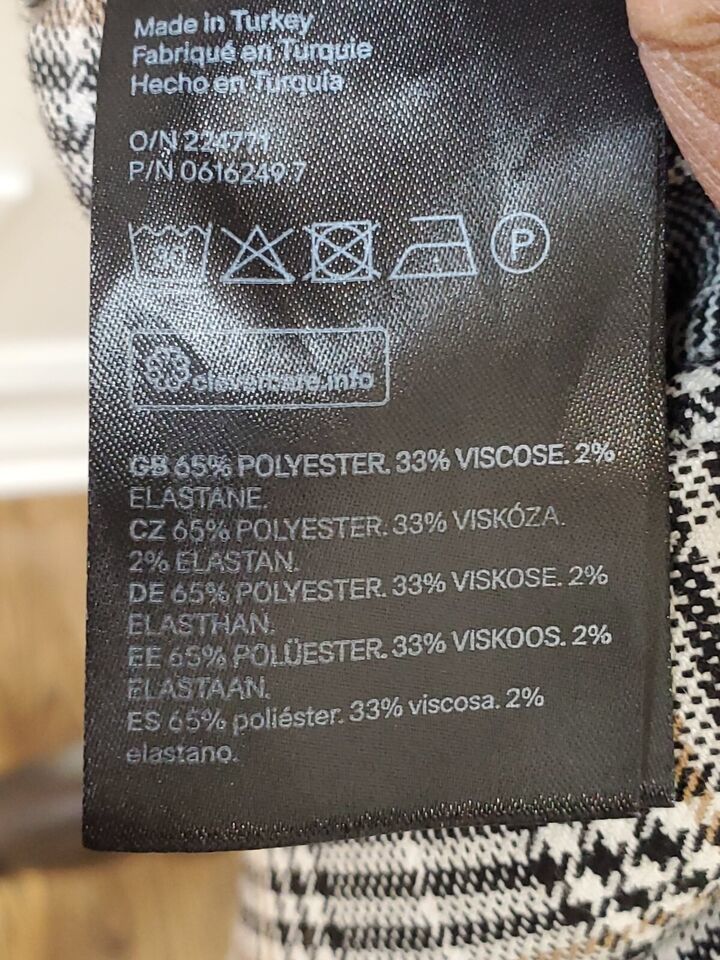 Made in Turkey
Fabriqué en Turquie
Hecho en Turquía
O/N 224771
P/N 0616249 7
P
clevercare.info
GB 65% POLYESTER. 33% VISCOSE. 2%
ELASTANE.
CZ 65% POLYESTER. 33% VISKÓZA.
2% ELASTAN.
DE 65% POLYESTER. 33% VISKOSE. 2%
ELASTHAN.
EE 65% POLÜESTER. 33% VISKOOS. 2%
ELASTAAN.
ES 65% poliéster. 33% viscosa. 2%
elastano.